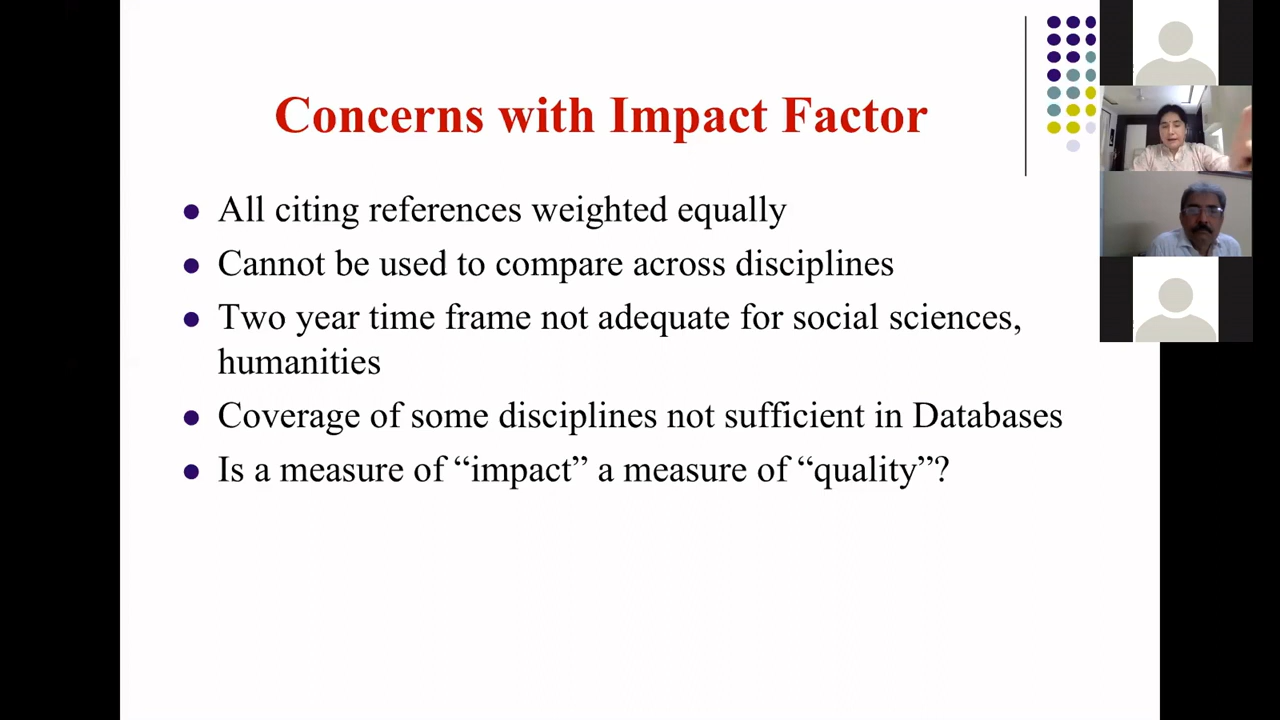 Concerns with Impact Factor
All citing references weighted equally
Cannot be used to compare across disciplines
Two year time frame not adequate for social sciences,
humanities
Coverage of some disciplines not sufficient in Databases
Is a measure of “impact” a measure of “quality”?